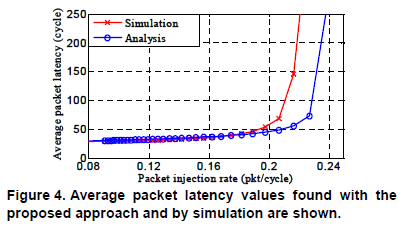 250
200
150
100
50
0
Average packet latency (cycle)
Simulation
Analysis
0.08 0.12 0.16 0.2 0.24
Packet injection rate (pkt/cycle)
Figure 4. Average packet latency values found with the
proposed approach and by simulation are shown.